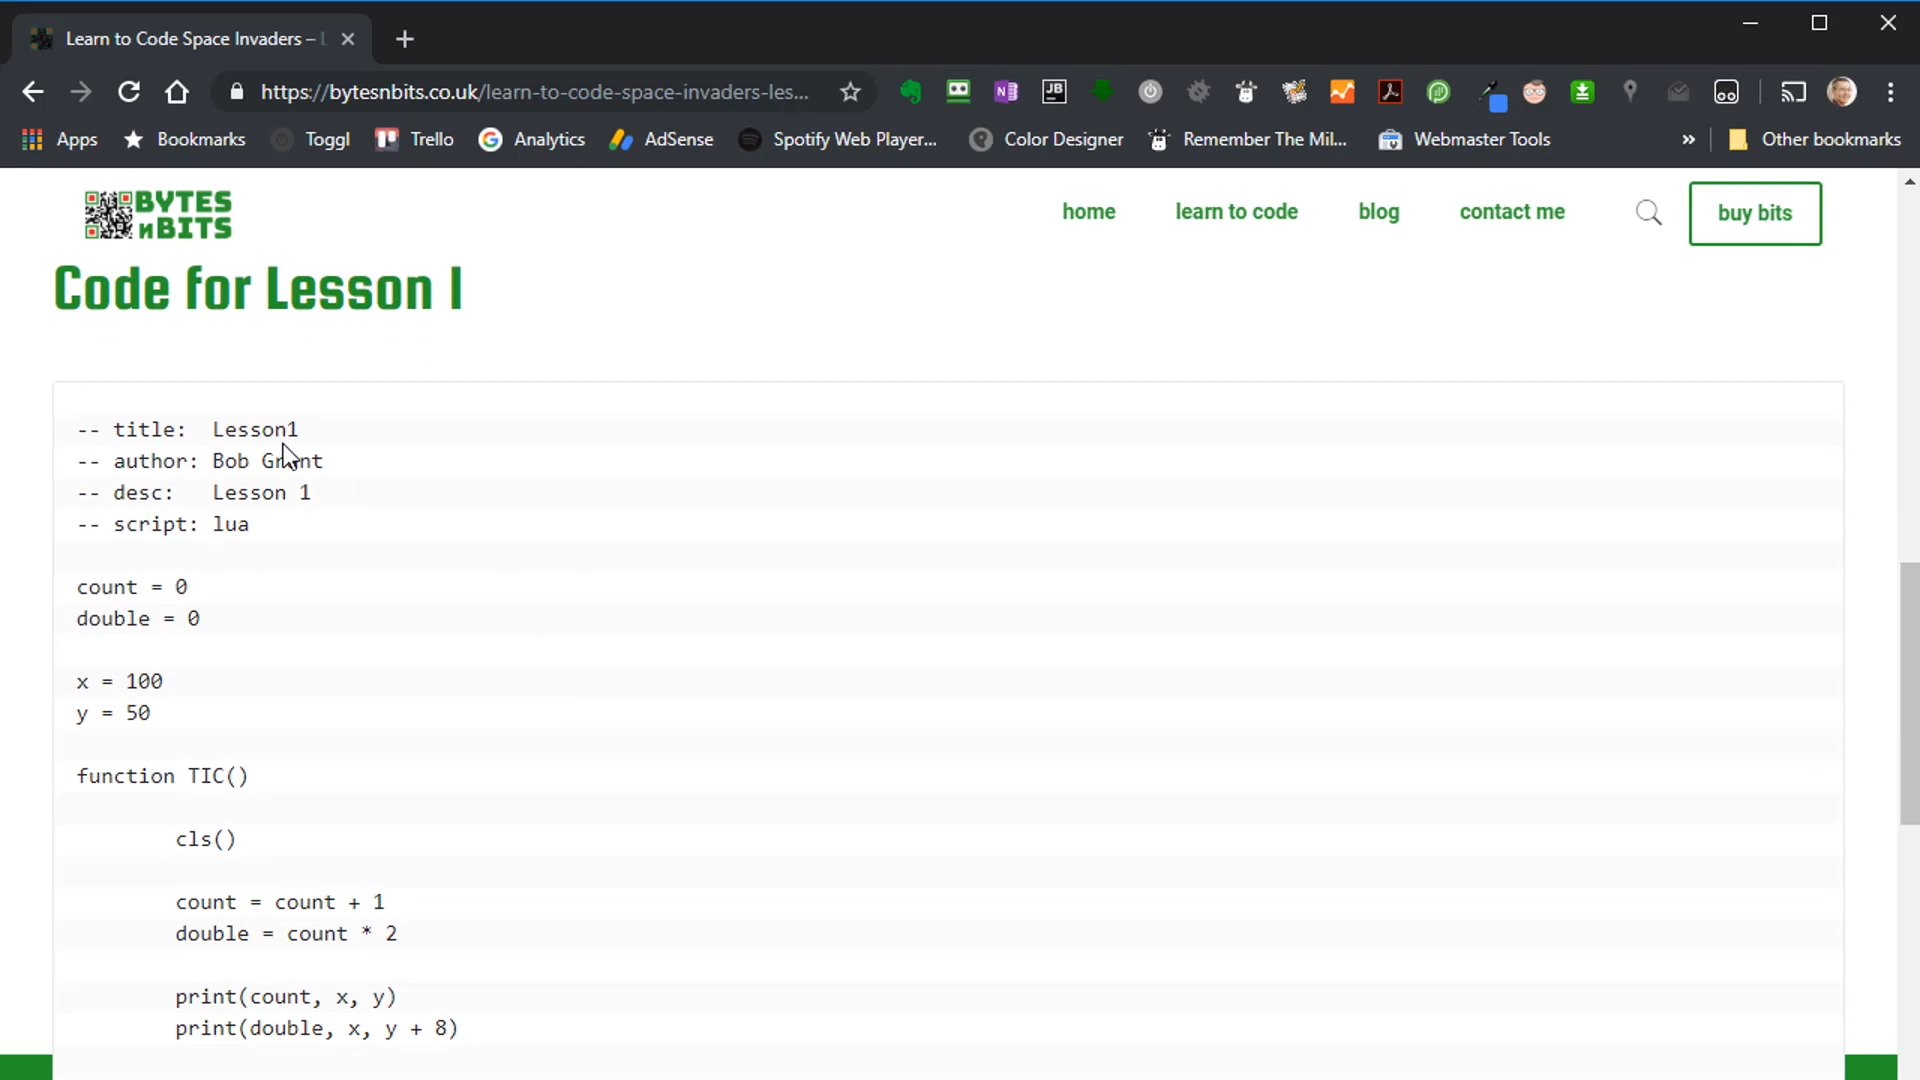 Learn to Code Space Invaders – L
https://bytesnbits.co.uk/learn-to-code-space-invaders-les...
Apps Bookmarks Toggl Trello Analytics AdSense Spotify Web Player... Color Designer Remember The Mil... Webmaster Tools » Other bookmarks
BYTES
nBITS
home learn to code blog contact me buy bits
Code for Lesson 1
-- title: Lesson1
-- author: Bob Grant
-- desc: Lesson 1
-- script: lua
count = 0
double = 0
x = 100
y = 50
function TIC()
cls()
count = count + 1
double = count * 2
print(count, x, y)
print(double, x, y + 8)